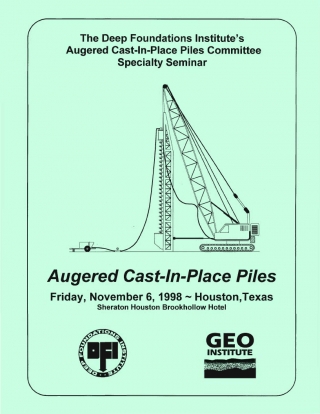 The Deep Foundations Institute's
Augered Cast-In-Place Piles Committee
Specialty Seminar
Augered Cast-In-Place Piles
Friday, November 6, 1998 ~ Houston,Texas
Sheraton Houston Brookhollow Hotel
DEEP FOUNDATIONS INSTITUTE
DFI
GEO
INSTITUTE